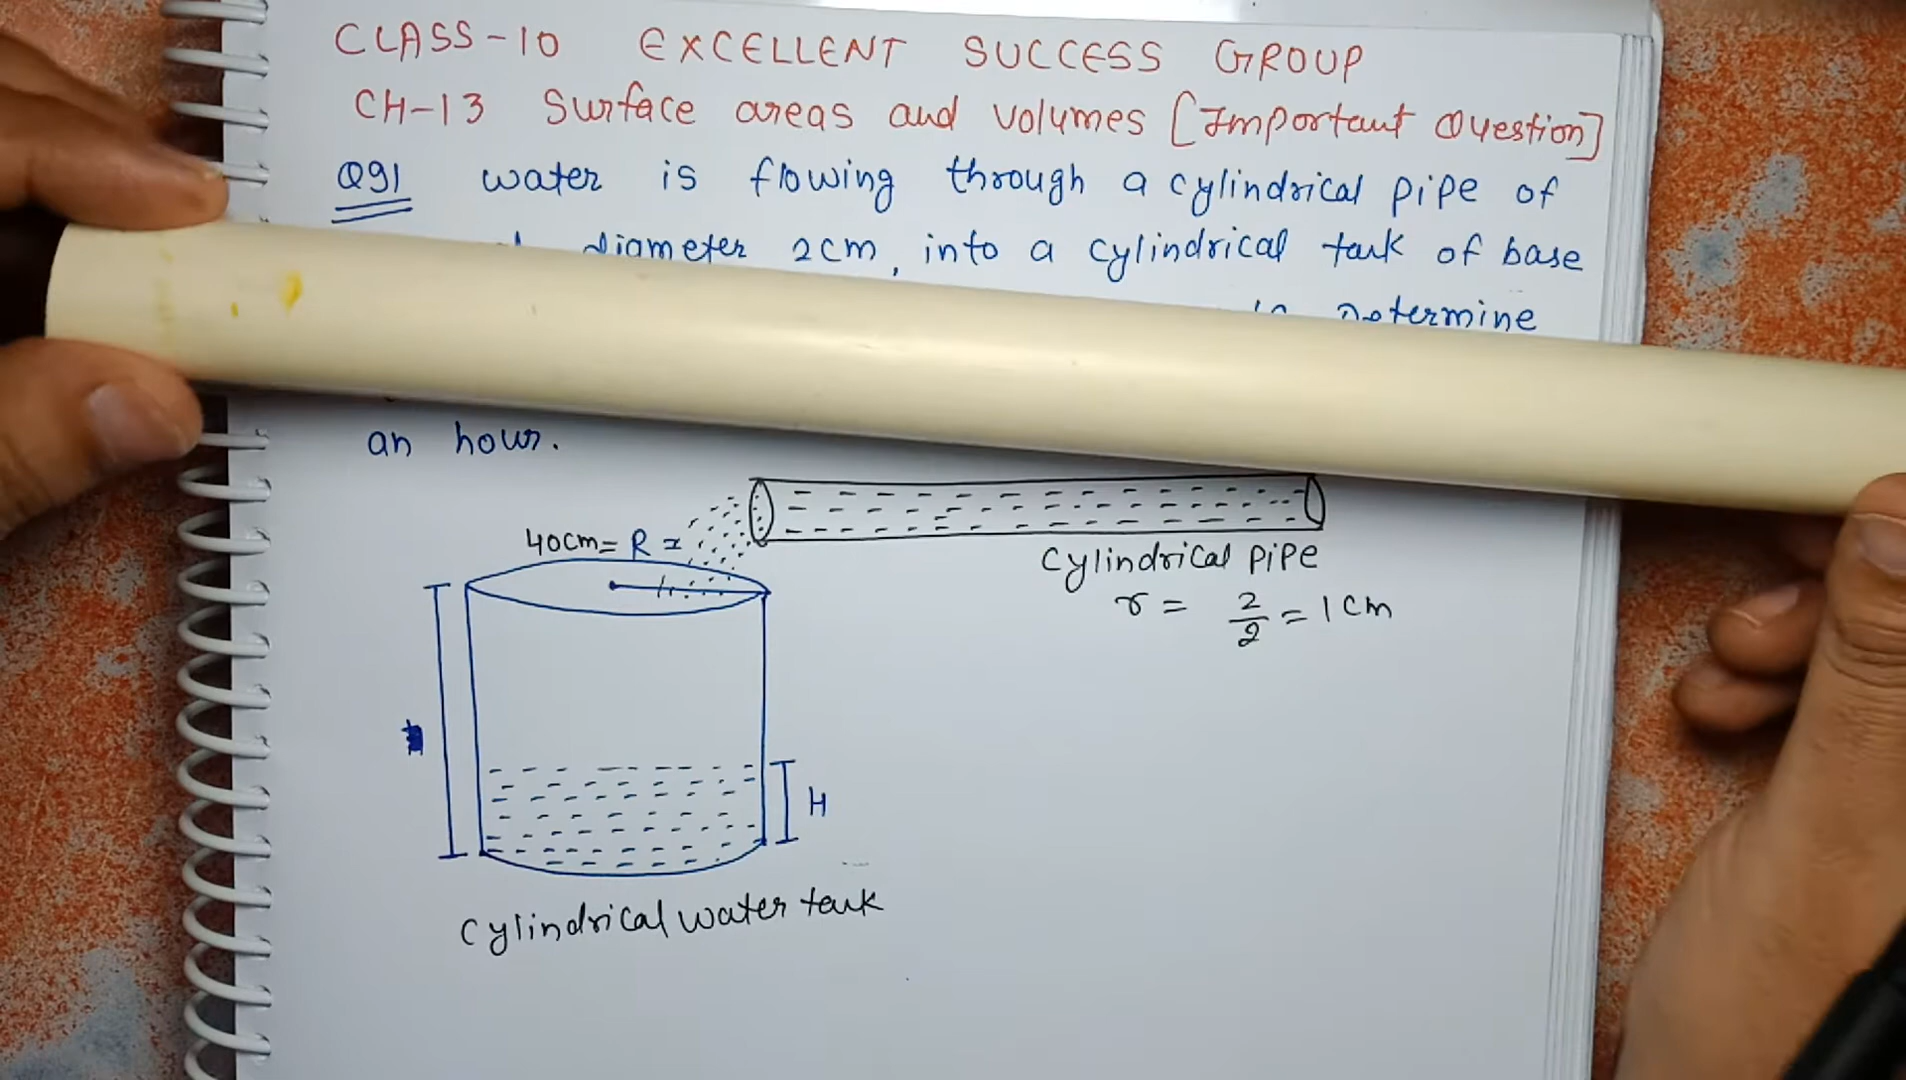 CLASS-10 EXCELLENT SUCCESS GROUP
CH-13 Surface areas and volumes [Important Question]
Q91 water is flowing through a cylindrical pipe of
diameter 2cm, into a cylindrical tank of base
Determine
an hour.
40cm = R =
cylindrical pipe
r = 2/2 = 1 cm
H
cylindrical water tank